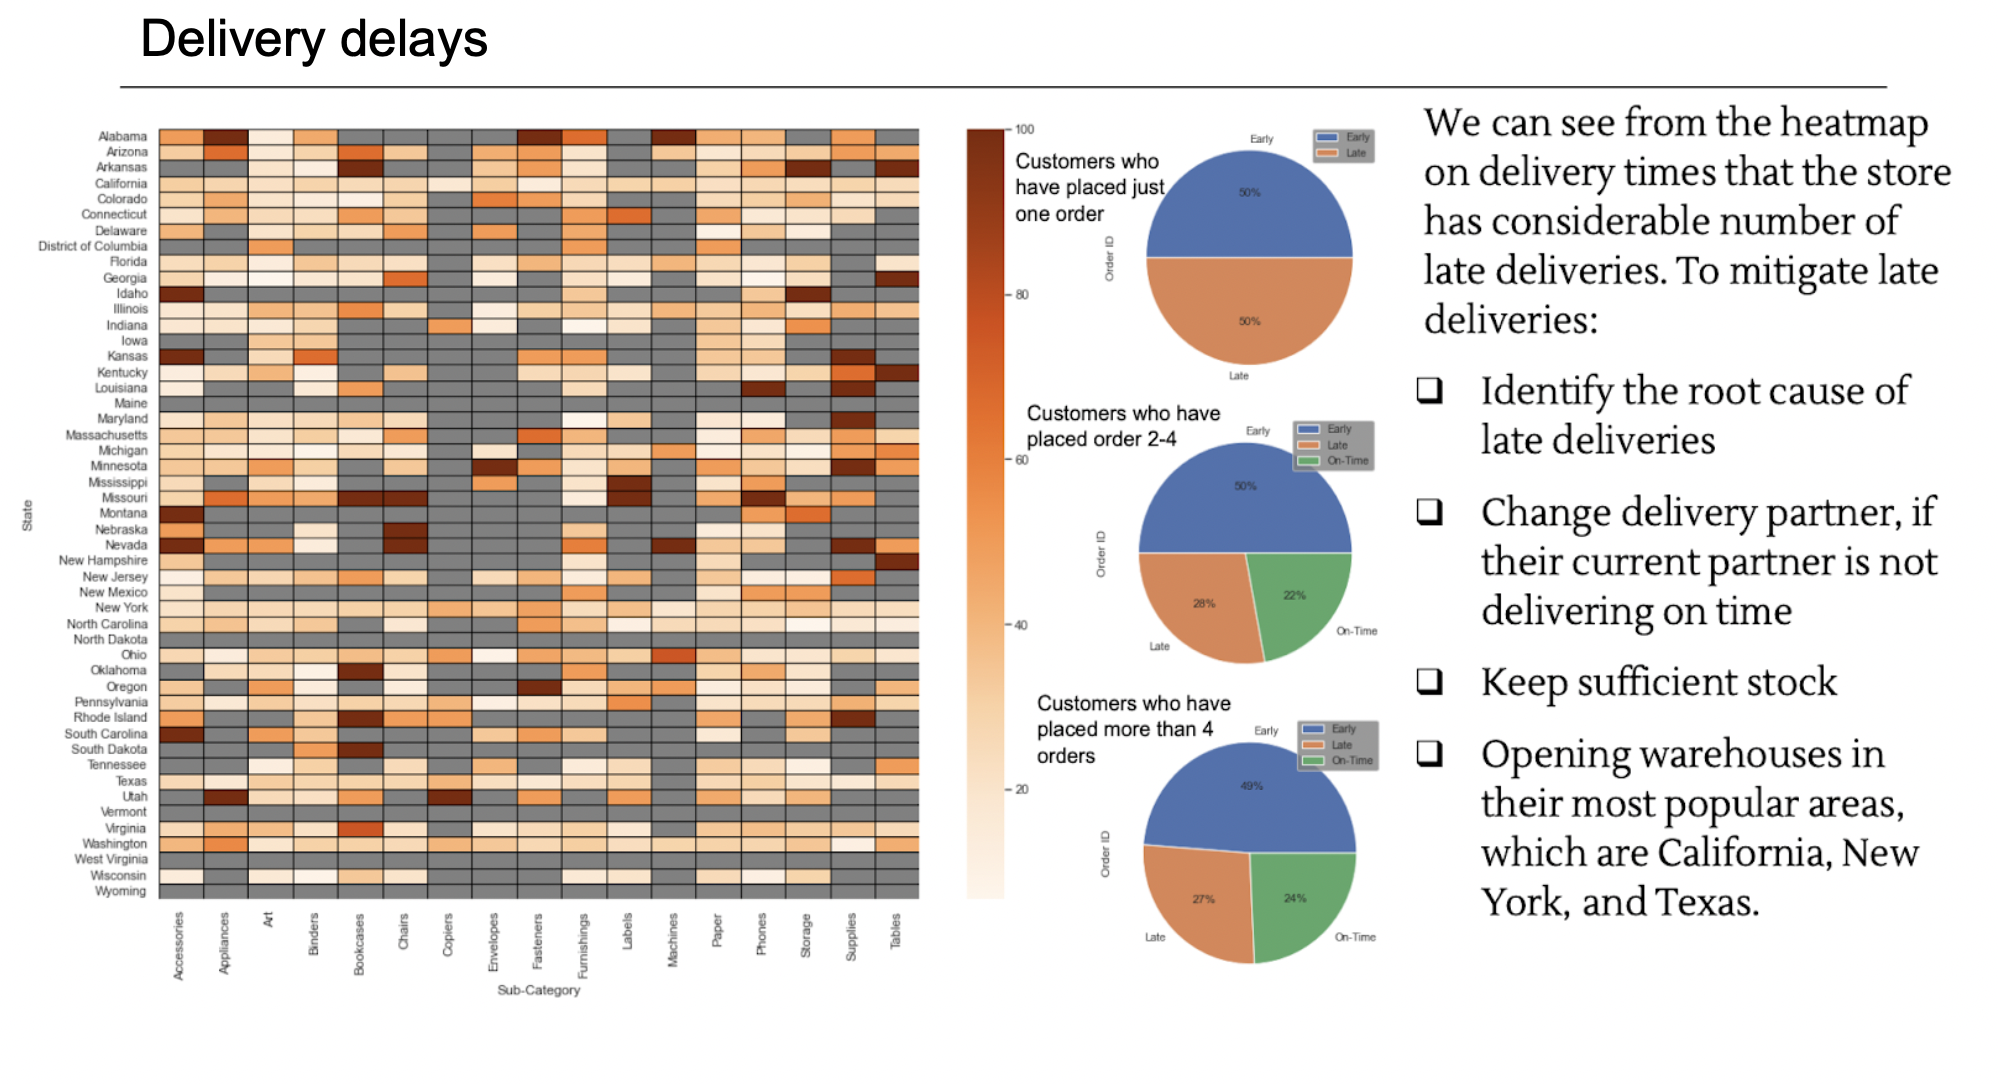 Delivery delays
State
Alabama
Arizona
Arkansas
California
Colorado
Connecticut
Delaware
District of Columbia
Florida
Georgia
Idaho
Illinois
Indiana
Iowa
Kansas
Kentucky
Louisiana
Maine
Maryland
Massachusetts
Michigan
Minnesota
Mississippi
Missouri
Montana
Nebraska
Nevada
New Hampshire
New Jersey
New Mexico
New York
North Carolina
North Dakota
Ohio
Oklahoma
Oregon
Pennsylvania
Rhode Island
South Carolina
South Dakota
Tennessee
Texas
Utah
Vermont
Virginia
Washington
West Virginia
Wisconsin
Wyoming
Accessories
Appliances
Art
Binders
Bookcases
Chairs
Copiers
Envelopes
Fasteners
Furnishings
Labels
Machines
Paper
Phones
Storage
Supplies
Tables
Sub-Category
100
80
60
40
20
Customers who
have placed just
one order
Early
Early
Late
50%
Order ID
50%
Late
Customers who have
placed order 2-4
Early
Early
Late
On-Time
50%
Order ID
28%
22%
Late
On-Time
Customers who have
placed more than 4
orders
Early
Early
Late
On-Time
49%
Order ID
27%
24%
Late
On-Time
We can see from the heatmap
on delivery times that the store
has considerable number of
late deliveries. To mitigate late
deliveries:
❑ Identify the root cause of
late deliveries
❑ Change delivery partner, if
their current partner is not
delivering on time
❑ Keep sufficient stock
❑ Opening warehouses in
their most popular areas,
which are California, New
York, and Texas.